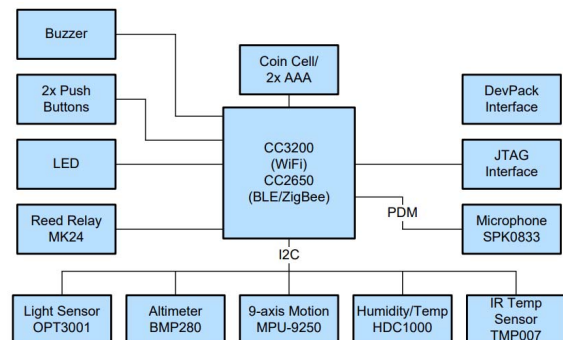 Buzzer
Coin Cell/
2x AAA
2x Push
Buttons
DevPack
Interface
LED
CC3200
(WiFi)
CC2650
(BLE/ZigBee)
JTAG
Interface
PDM
Reed Relay
MK24
Microphone
SPK0833
I2C
Light Sensor
OPT3001
Altimeter
BMP280
9-axis Motion
MPU-9250
Humidity/Temp
HDC1000
IR Temp
Sensor
TMP007